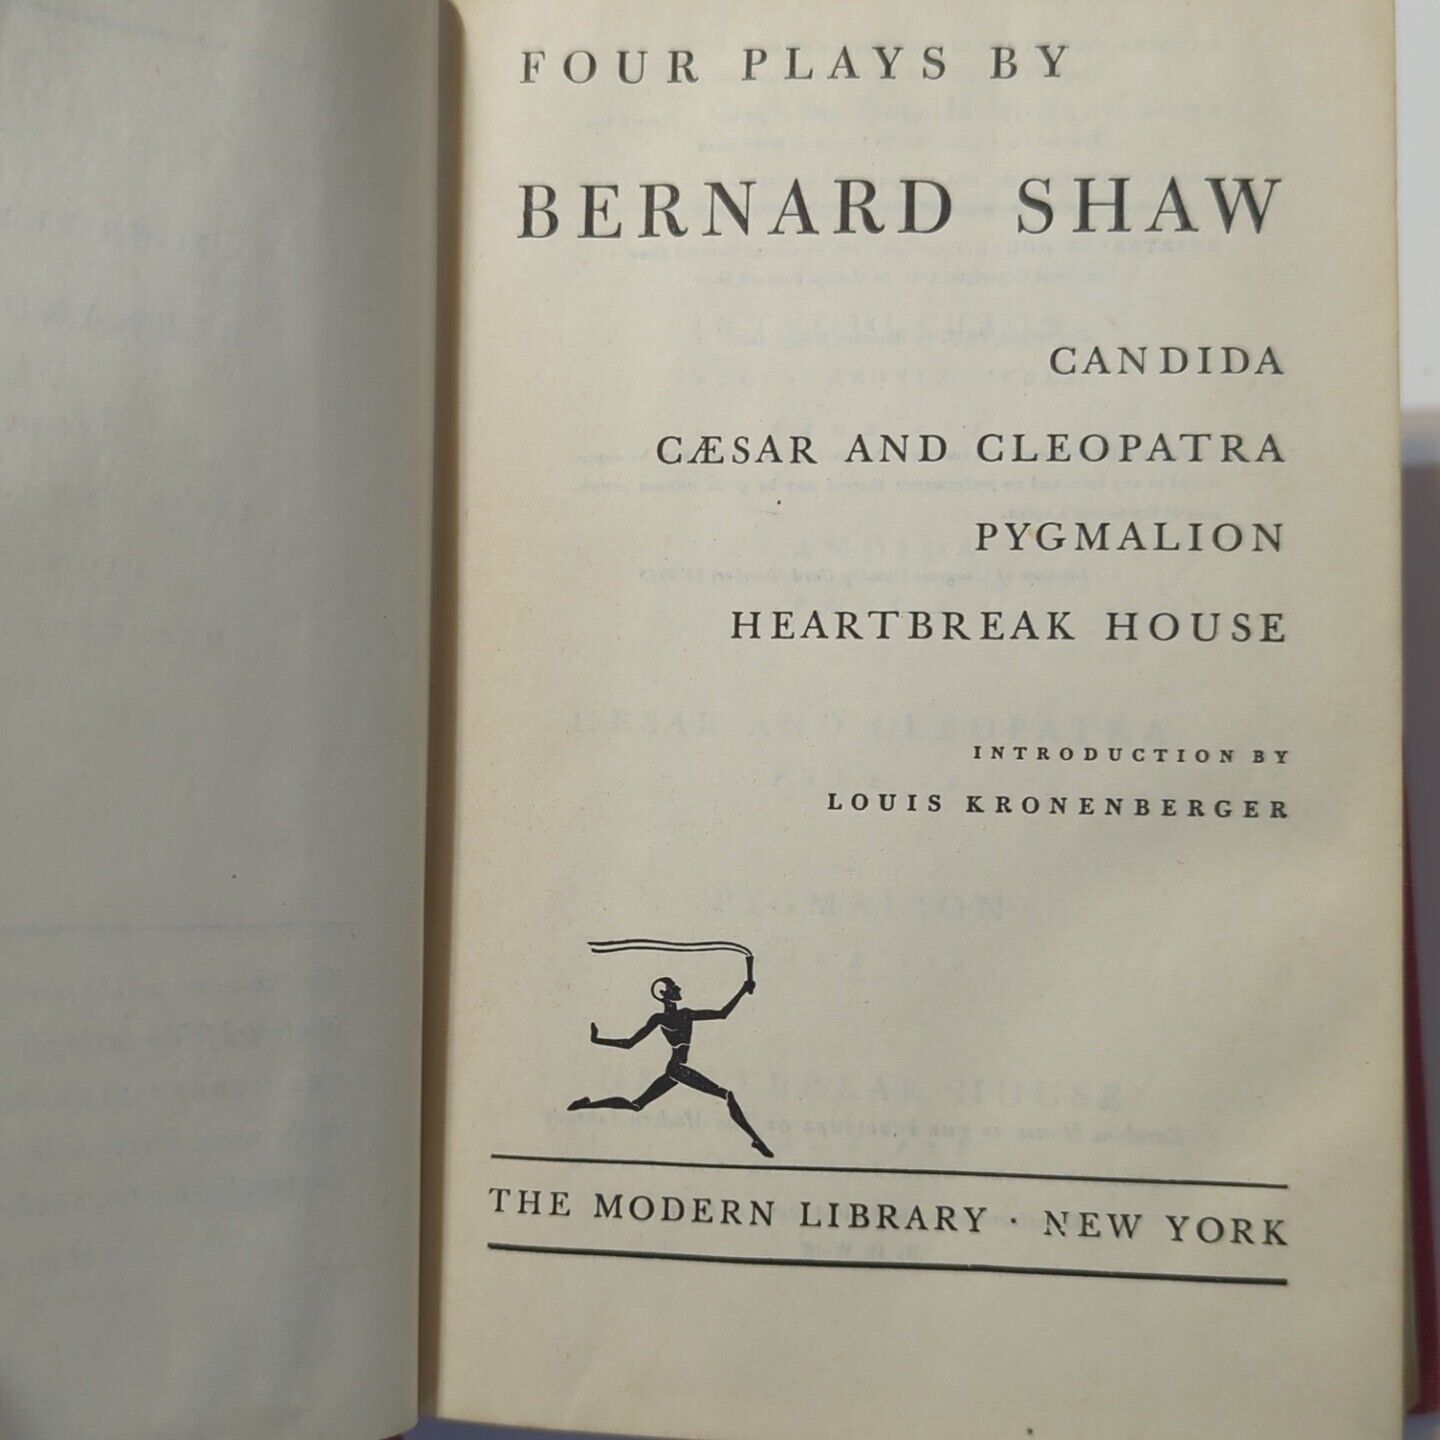 FOUR PLAYS BY
BERNARD SHAW
CANDIDA
CÆSAR AND CLEOPATRA
PYGMALION
HEARTBREAK HOUSE
INTRODUCTION BY
LOUIS KRONENBERGER
THE MODERN LIBRARY · NEW YORK